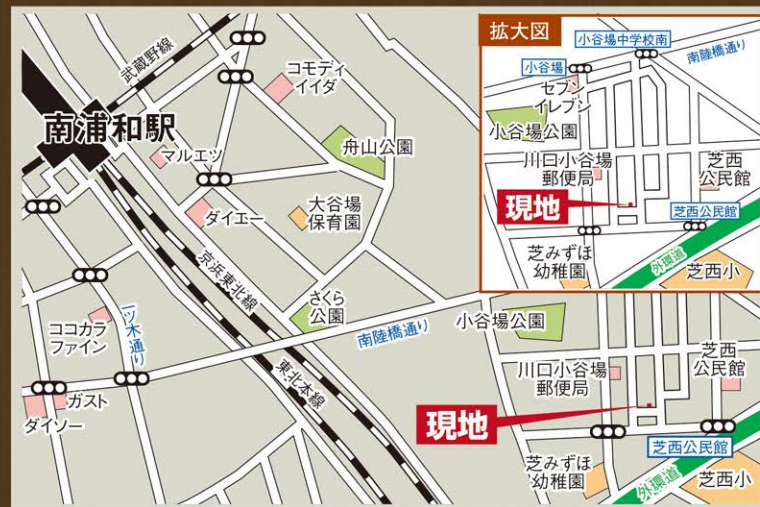 武蔵野線
コモディ
イイダ
南浦和駅
マルエツ
舟山公園
ダイエー
大谷場
保育園
京浜東北線
さくら
公園
南陸橋通り
ココカラ
ファイン
一ツ木通り
東北本線
ガスト
ダイソー
小谷場公園
川口小谷場
郵便局
芝西
公民館
現地
芝西公民館
芝みずほ
幼稚園
外環道
芝西小
拡大図
小谷場中学校南
南陸橋通り
小谷場
セブン
イレブン
小谷場公園
川口小谷場
郵便局
芝西
公民館
現地
芝西公民館
芝みずほ
幼稚園
外環道
芝西小